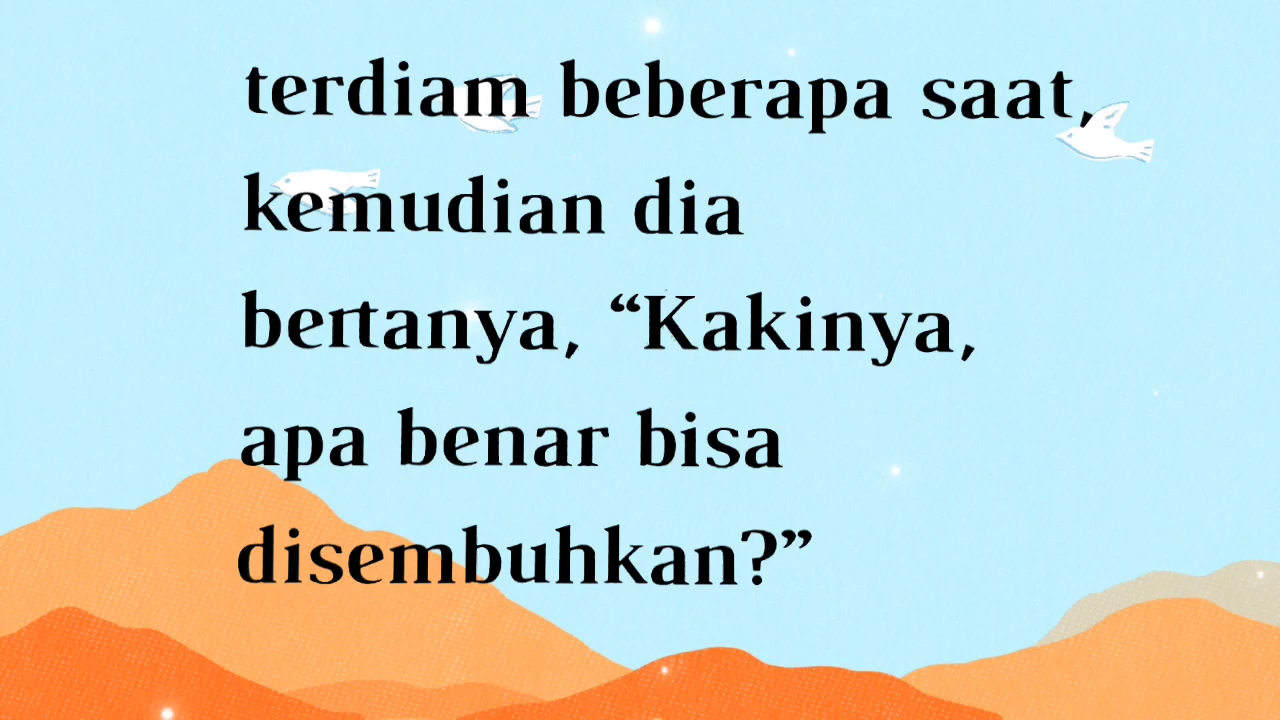 terdiam beberapa saat,
kemudian dia
bertanya, “Kakinya,
apa benar bisa
disembuhkan?”